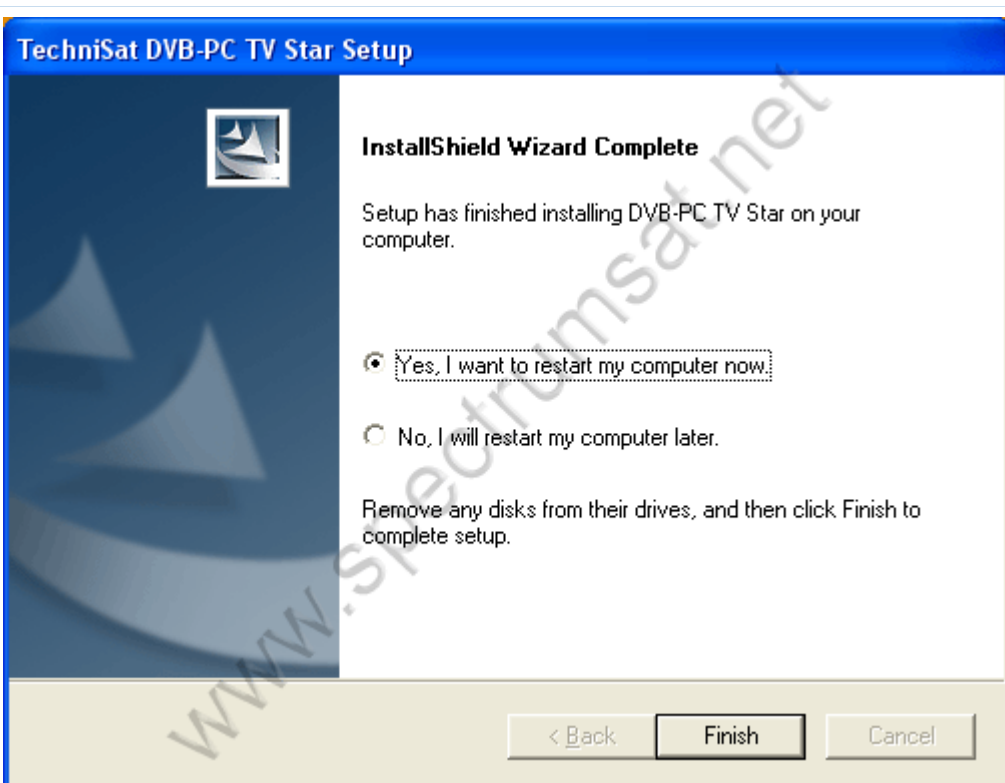 TechniSat DVB-PC TV Star Setup
InstallShield Wizard Complete
Setup has finished installing DVB-PC TV Star on your
computer.
Yes, I want to restart my computer now.
No, I will restart my computer later.
Remove any disks from their drives, and then click Finish to
complete setup.
< Back
Finish
Cancel
www.spectrumsat.net